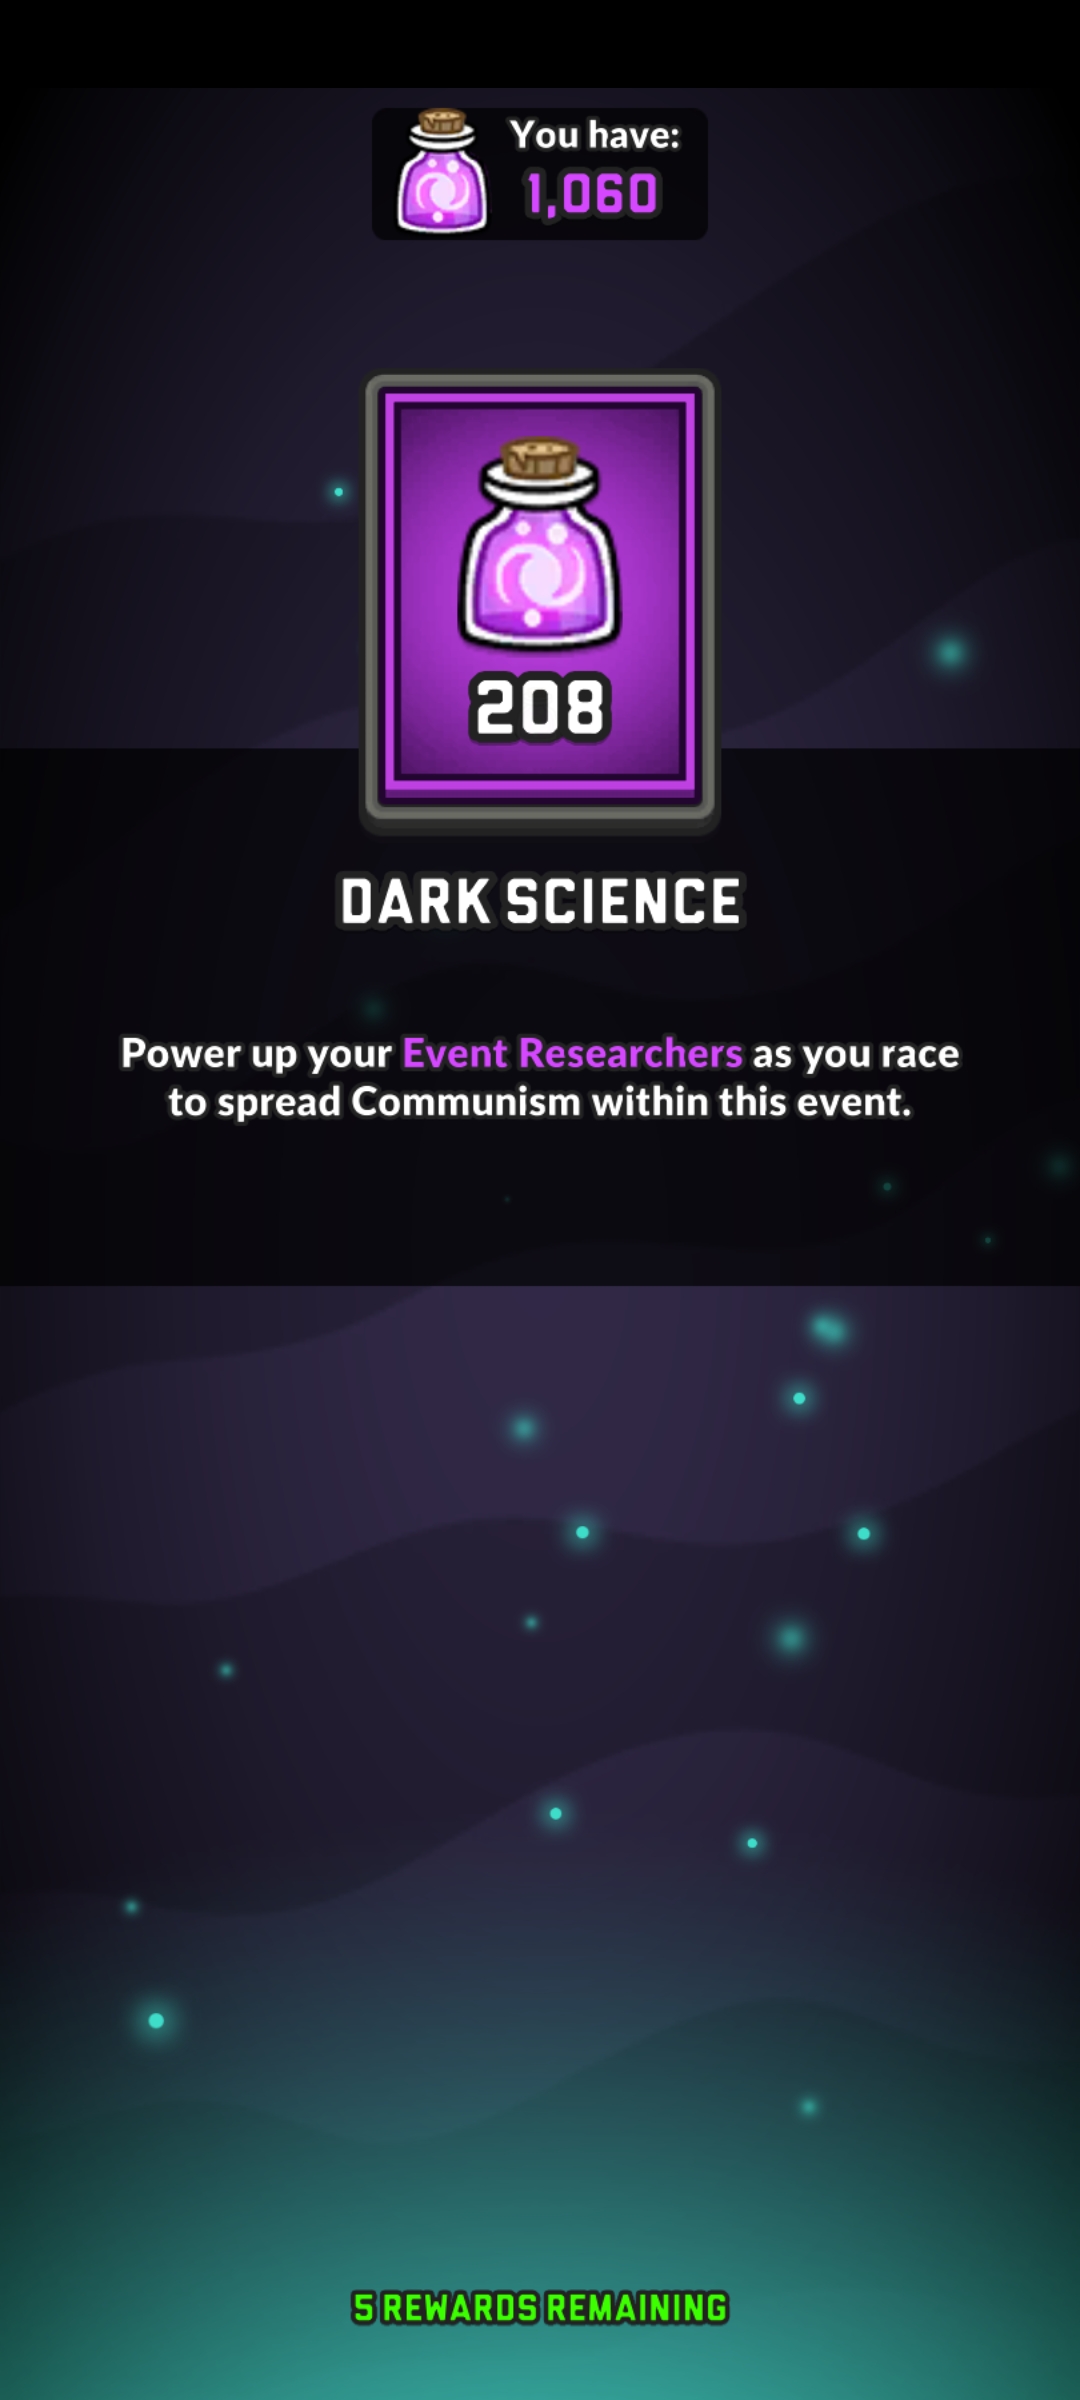 You have:
1,060
208
DARK SCIENCE
Power up your Event Researchers as you race
to spread Communism within this event.
5 REWARDS REMAINING